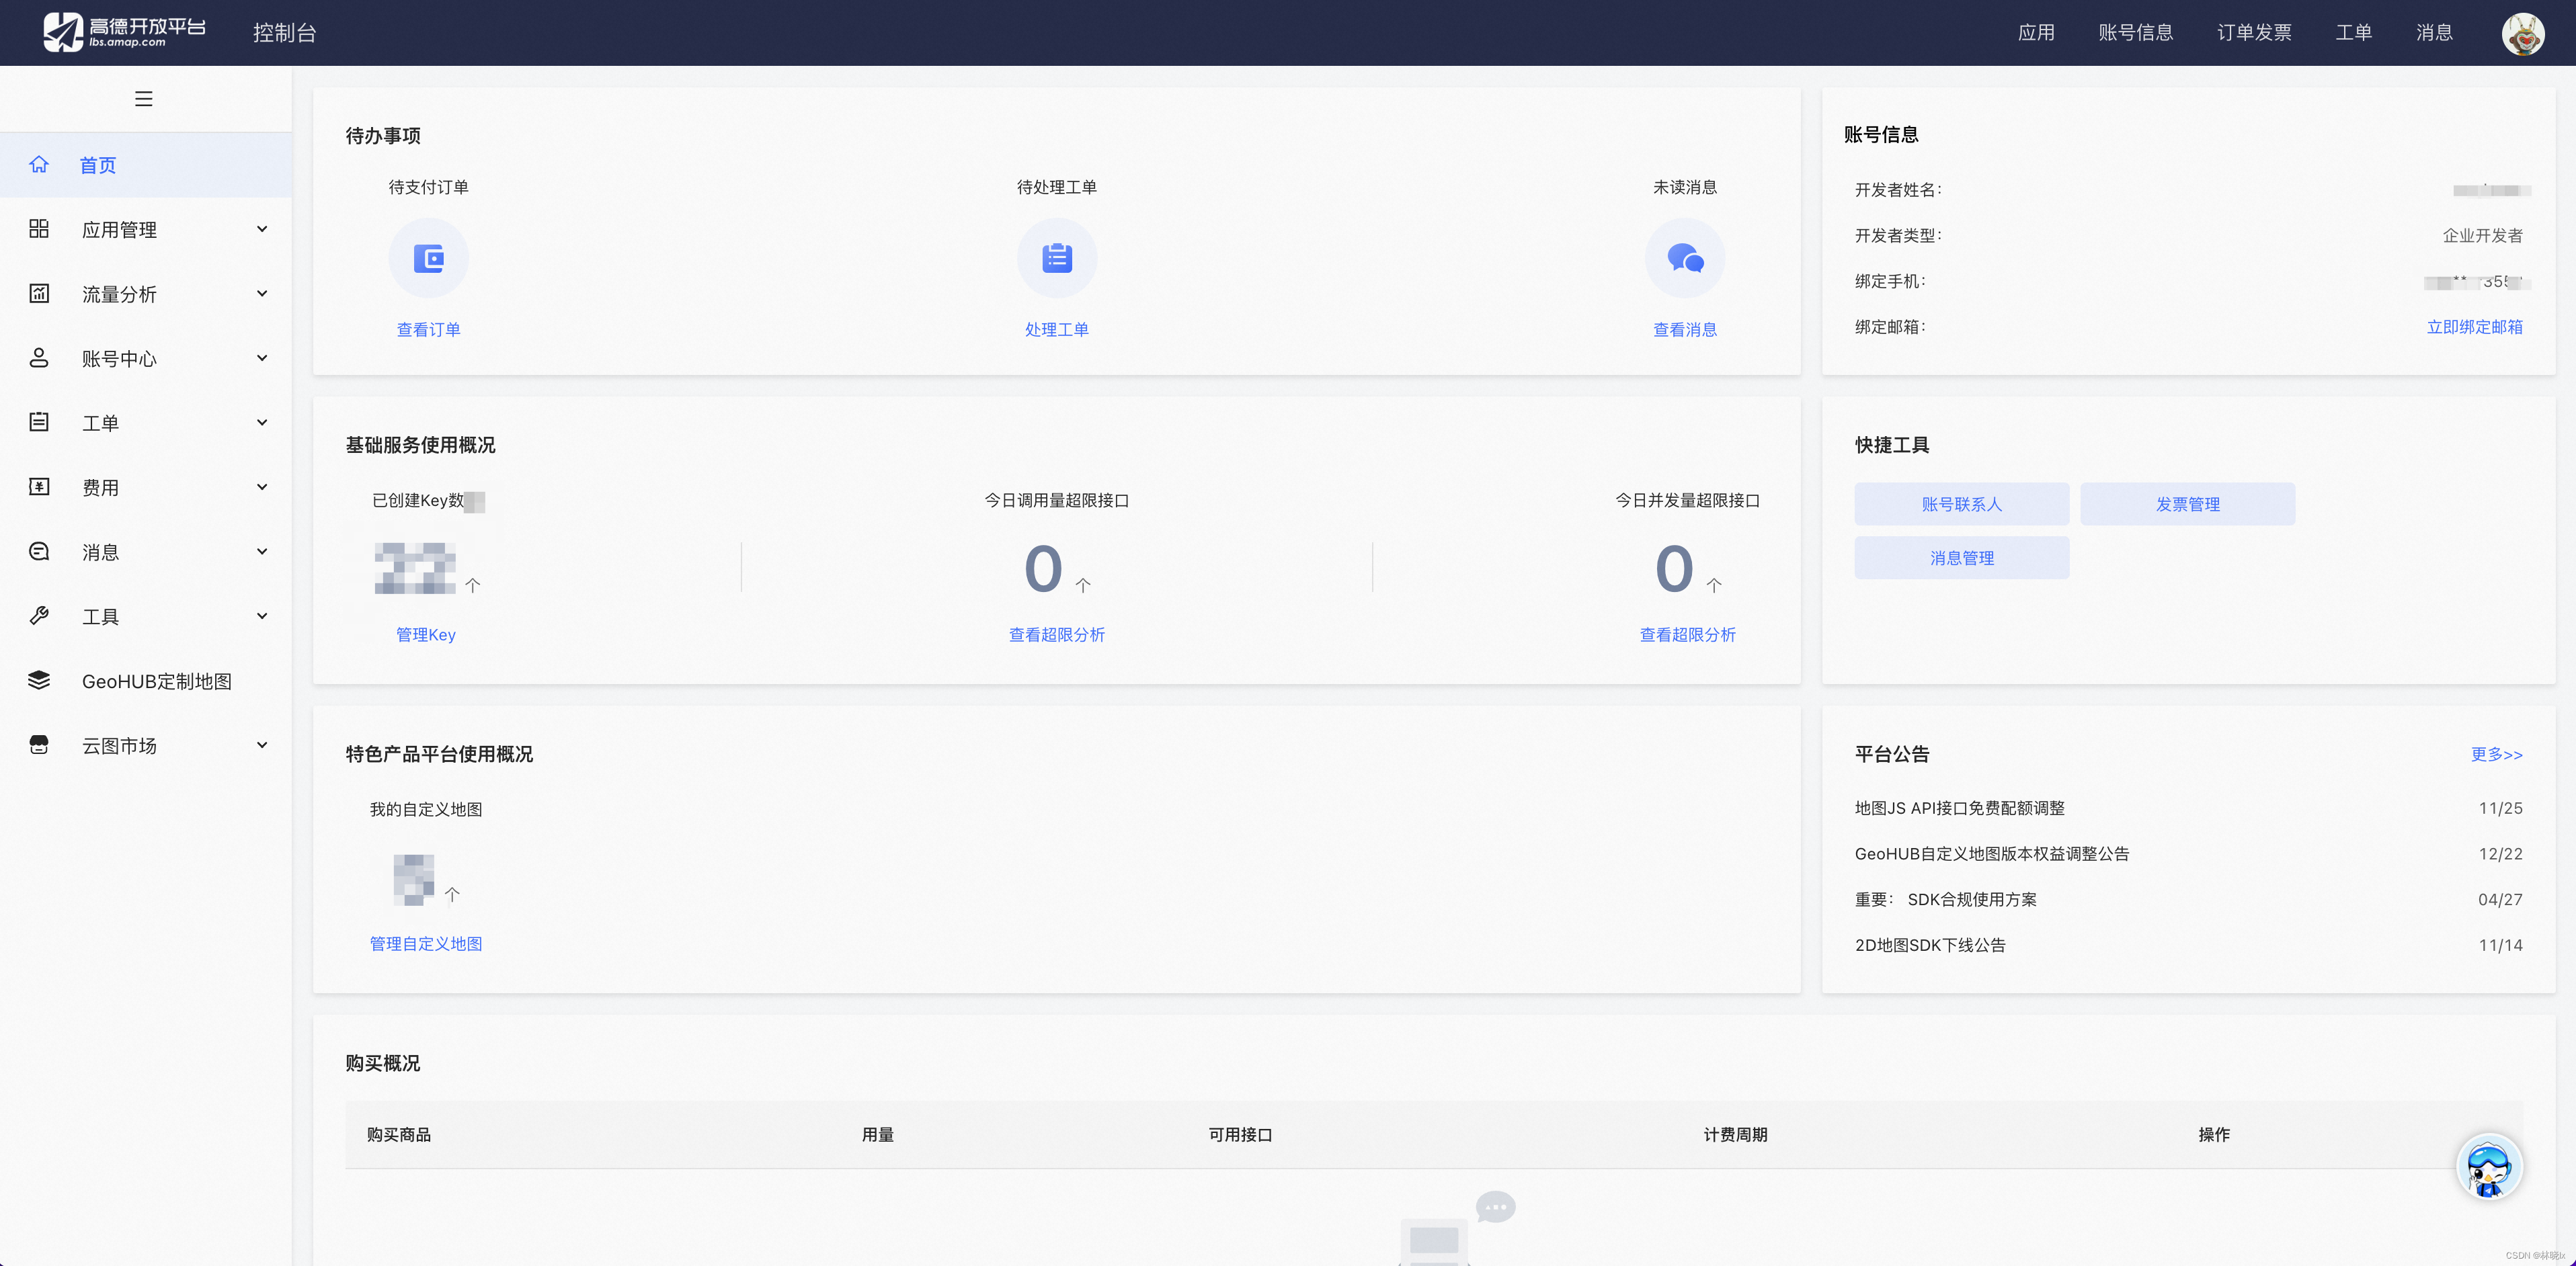 高德开放平台
lbs.amap.com
控制台
应用
账号信息
订单发票
工单
消息
首页
应用管理
流量分析
账号中心
工单
费用
消息
工具
GeoHUB定制地图
云图市场
待办事项
待支付订单
待处理工单
未读消息
查看订单
处理工单
查看消息
账号信息
开发者姓名：
开发者类型：
企业开发者
绑定手机：
绑定邮箱：
立即绑定邮箱
基础服务使用概况
已创建Key数
今日调用量超限接口
今日并发量超限接口
个
0 个
0 个
管理Key
查看超限分析
查看超限分析
快捷工具
账号联系人
发票管理
消息管理
特色产品平台使用概况
我的自定义地图
个
管理自定义地图
平台公告
更多>>
地图JS API接口免费配额调整
11/25
GeoHUB自定义地图版本权益调整公告
12/22
重要： SDK合规使用方案
04/27
2D地图SDK下线公告
11/14
购买概况
购买商品
用量
可用接口
计费周期
操作